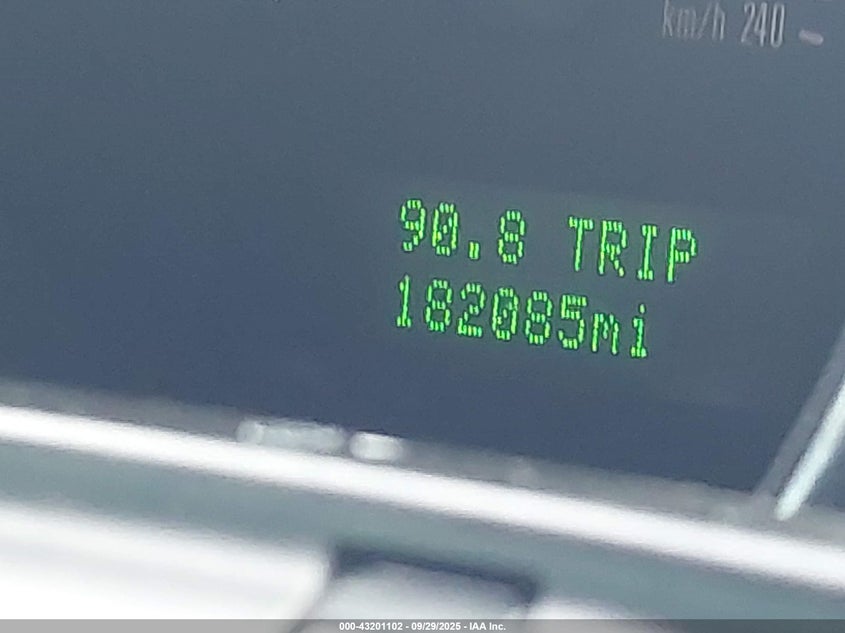 km/h 240
90.8 TRIP
182085mi
000-43201102 - 09/29/2025 - IAA Inc.